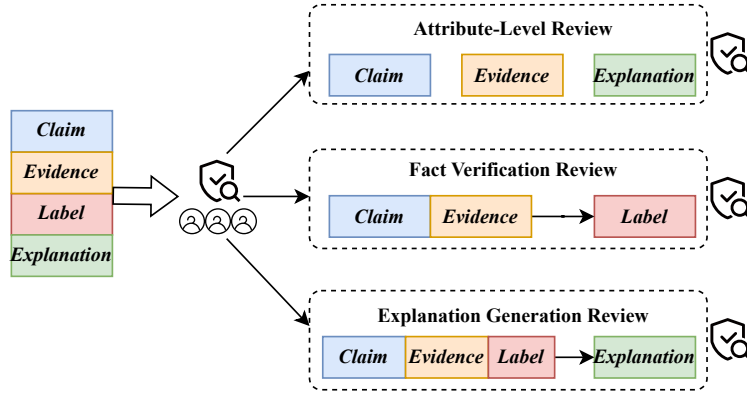 Claim
Evidence
Label
Explanation
Attribute-Level Review
Claim Evidence Explanation
Fact Verification Review
Claim Evidence Label
Explanation Generation Review
Claim Evidence Label Explanation